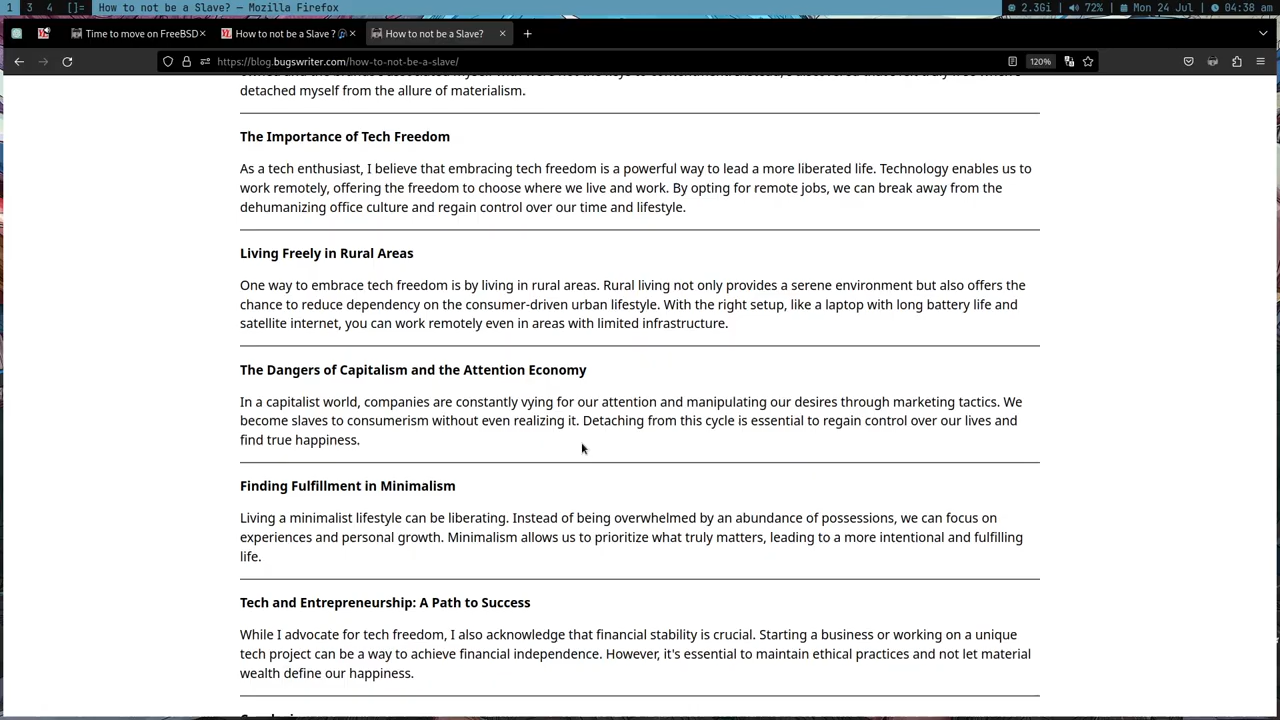 1 3 4 []= How to not be a Slave? — Mozilla Firefox 2.3Gi | 72% | Mon 24 Jul | 04:38 am
Time to move on FreeBSD × How to not be a Slave ? × How to not be a Slave? × +
https://blog.bugswriter.com/how-to-not-be-a-slave/ 120%
detached myself from the allure of materialism.
The Importance of Tech Freedom
As a tech enthusiast, I believe that embracing tech freedom is a powerful way to lead a more liberated life. Technology enables us to
work remotely, offering the freedom to choose where we live and work. By opting for remote jobs, we can break away from the
dehumanizing office culture and regain control over our time and lifestyle.
Living Freely in Rural Areas
One way to embrace tech freedom is by living in rural areas. Rural living not only provides a serene environment but also offers the
chance to reduce dependency on the consumer-driven urban lifestyle. With the right setup, like a laptop with long battery life and
satellite internet, you can work remotely even in areas with limited infrastructure.
The Dangers of Capitalism and the Attention Economy
In a capitalist world, companies are constantly vying for our attention and manipulating our desires through marketing tactics. We
become slaves to consumerism without even realizing it. Detaching from this cycle is essential to regain control over our lives and
find true happiness.
Finding Fulfillment in Minimalism
Living a minimalist lifestyle can be liberating. Instead of being overwhelmed by an abundance of possessions, we can focus on
experiences and personal growth. Minimalism allows us to prioritize what truly matters, leading to a more intentional and fulfilling
life.
Tech and Entrepreneurship: A Path to Success
While I advocate for tech freedom, I also acknowledge that financial stability is crucial. Starting a business or working on a unique
tech project can be a way to achieve financial independence. However, it's essential to maintain ethical practices and not let material
wealth define our happiness.